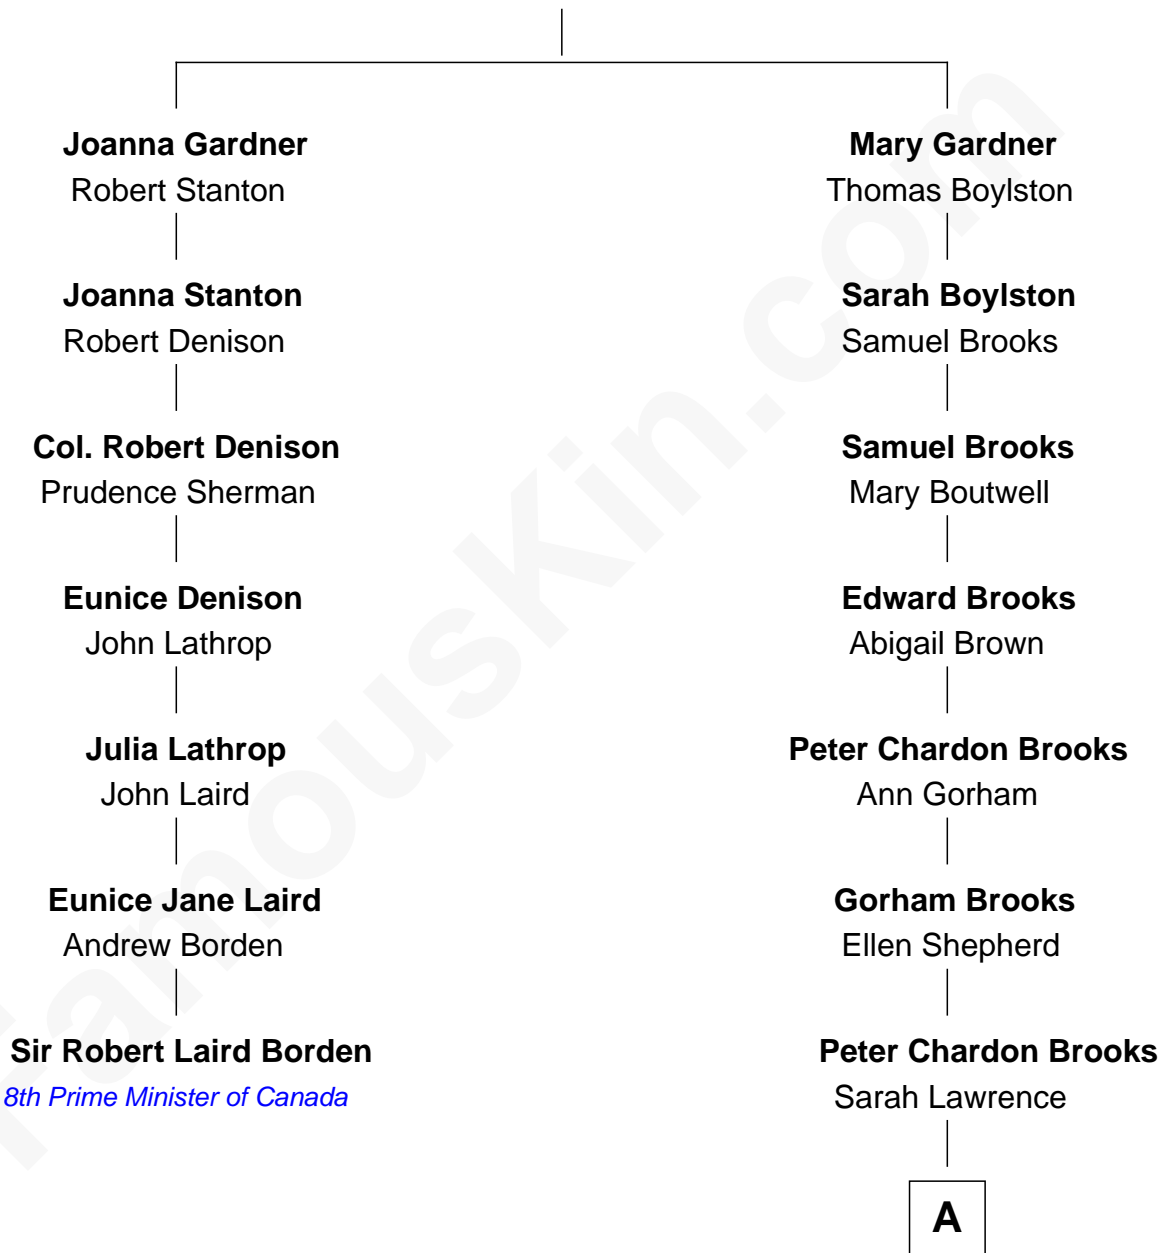 Joanna Gardner
Robert Stanton
Joanna Stanton
Robert Denison
Col. Robert Denison
Prudence Sherman
Eunice Denison
John Lathrop
Julia Lathrop
John Laird
Eunice Jane Laird
Andrew Borden
Sir Robert Laird Borden
8th Prime Minister of Canada
Mary Gardner
Thomas Boylston
Sarah Boylston
Samuel Brooks
Samuel Brooks
Mary Boutwell
Edward Brooks
Abigail Brown
Peter Chardon Brooks
Ann Gorham
Gorham Brooks
Ellen Shepherd
Peter Chardon Brooks
Sarah Lawrence
A
famouskin.com